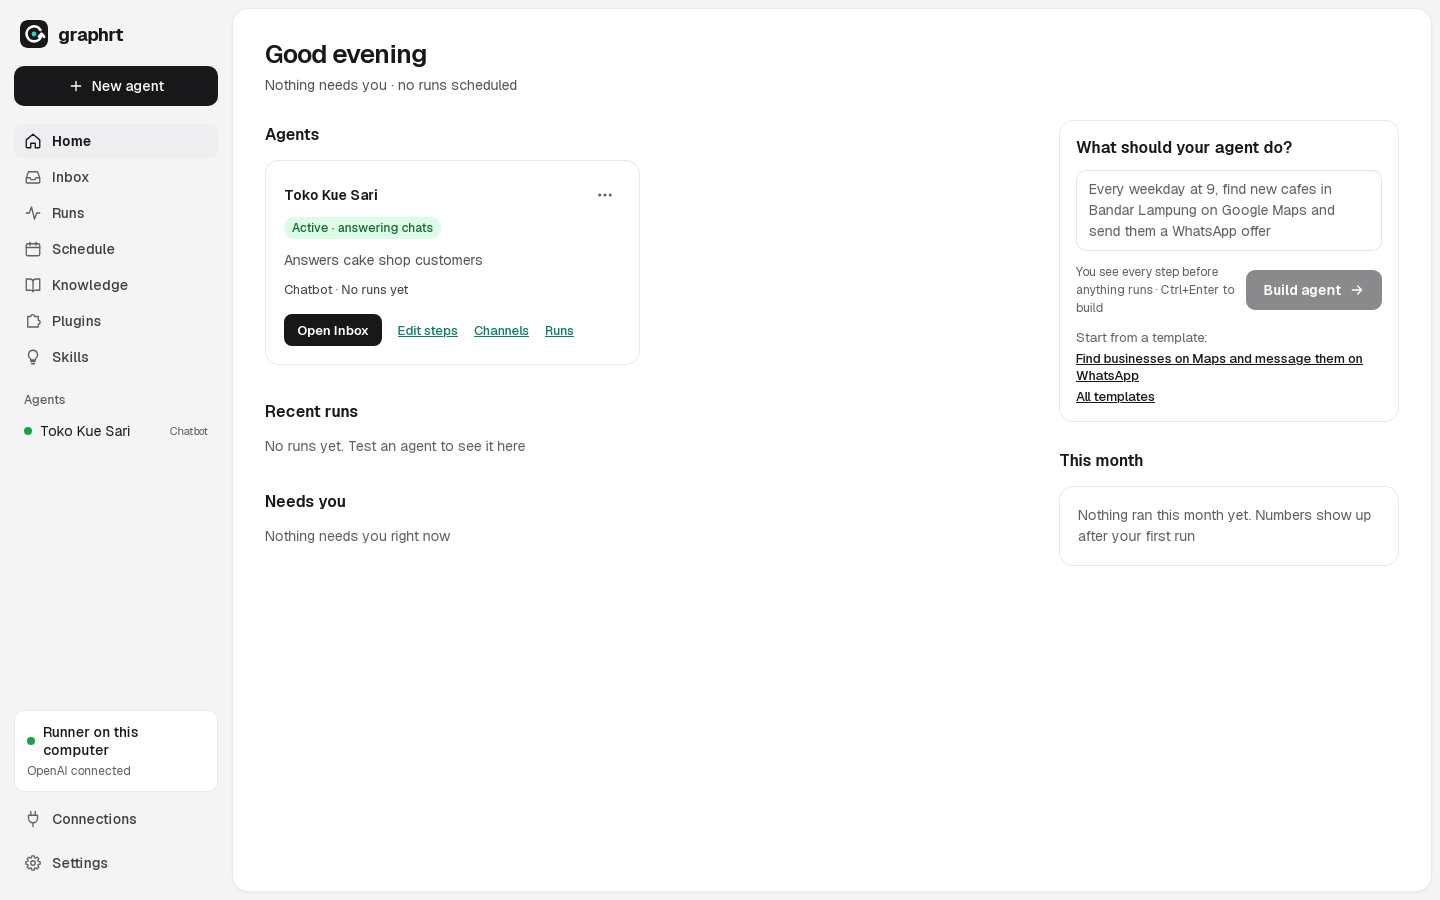 graphrt
New agent
Home
Inbox
Runs
Schedule
Knowledge
Plugins
Skills
Agents
Toko Kue Sari Chatbot
Runner on this
computer
OpenAI connected
Connections
Settings
Good evening
Nothing needs you · no runs scheduled
Agents
Toko Kue Sari
Active · answering chats
Answers cake shop customers
Chatbot · No runs yet
Open Inbox Edit steps Channels Runs
Recent runs
No runs yet. Test an agent to see it here
Needs you
Nothing needs you right now
What should your agent do?
Every weekday at 9, find new cafes in
Bandar Lampung on Google Maps and
send them a WhatsApp offer
You see every step before
anything runs · Ctrl+Enter to
build
Build agent
Start from a template:
Find businesses on Maps and message them on
WhatsApp
All templates
This month
Nothing ran this month yet. Numbers show up
after your first run